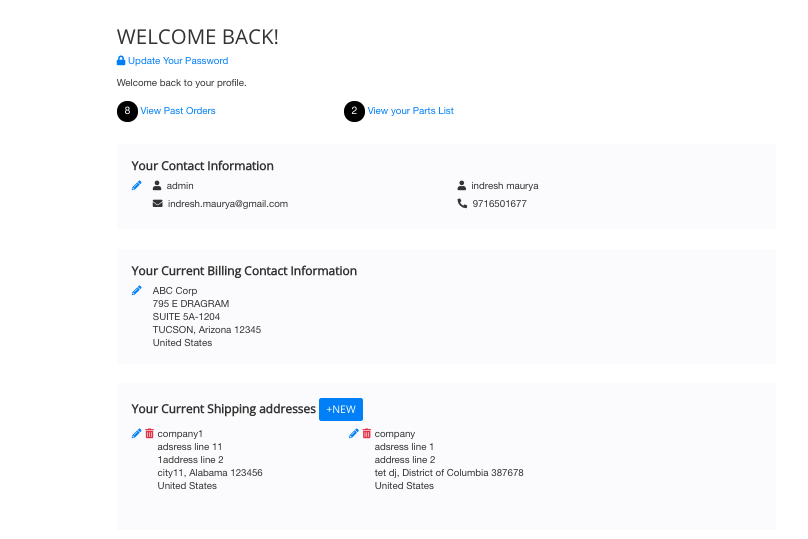 WELCOME BACK!
Update Your Password
Welcome back to your profile.
8 View Past Orders
2 View your Parts List
Your Contact Information
admin
indresh maurya
indresh.maurya@gmail.com
9716501677
Your Current Billing Contact Information
ABC Corp
795 E DRAGRAM
SUITE 5A-1204
TUCSON, Arizona 12345
United States
Your Current Shipping addresses +NEW
company1
adsress line 11
1address line 2
city11, Alabama 123456
United States
company
adsress line 1
address line 2
tet dj, District of Columbia 387678
United States